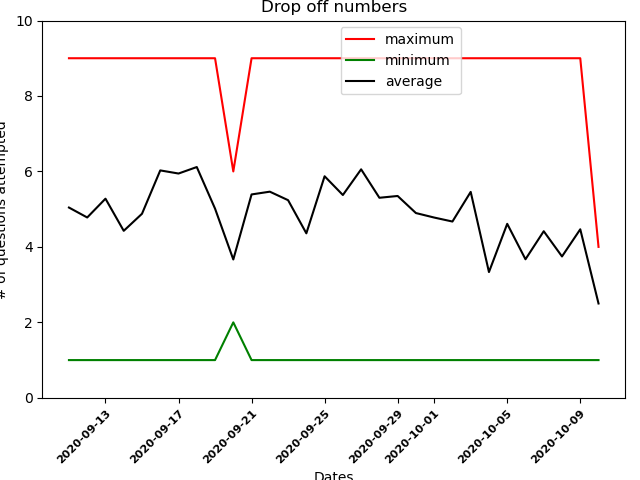 Drop off numbers
# of questions attempted
10
8
6
4
2
0
maximum
minimum
average
2020-09-13
2020-09-17
2020-09-21
2020-09-25
2020-09-29
2020-10-01
2020-10-05
2020-10-09
Dates